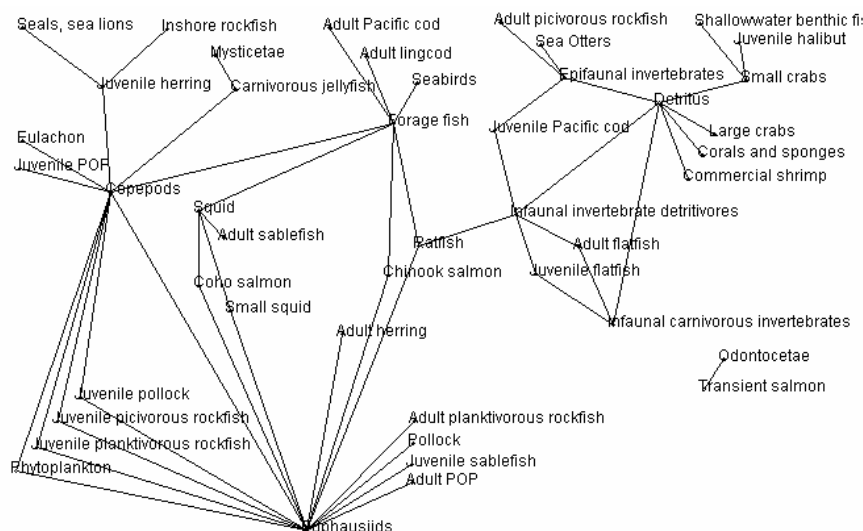 Seals, sea lions
Inshore rockfish
Adult Pacific cod
Adult picivorous rockfish
Shallowwater benthic fi
Mysticetae
Adult lingcod
Sea Otters
Juvenile halibut
Juvenile herring
Carnivorous jellyfish
Seabirds
Epifaunal invertebrates
Small crabs
Detritus
Forage fish
Juvenile Pacific cod
Large crabs
Eulachon
Corals and sponges
Juvenile POP
Commercial shrimp
Copepods
Squid
Infaunal invertebrate detritivores
Adult sablefish
Ratfish
Adult flatfish
Coho salmon
Chinook salmon
Juvenile flatfish
Small squid
Adult herring
Infaunal carnivorous invertebrates
Odontocetae
Transient salmon
Juvenile pollock
Juvenile picivorous rockfish
Adult planktivorous rockfish
Juvenile planktivorous rockfish
Pollock
Phytoplankton
Juvenile sablefish
Adult POP
Euphausiids